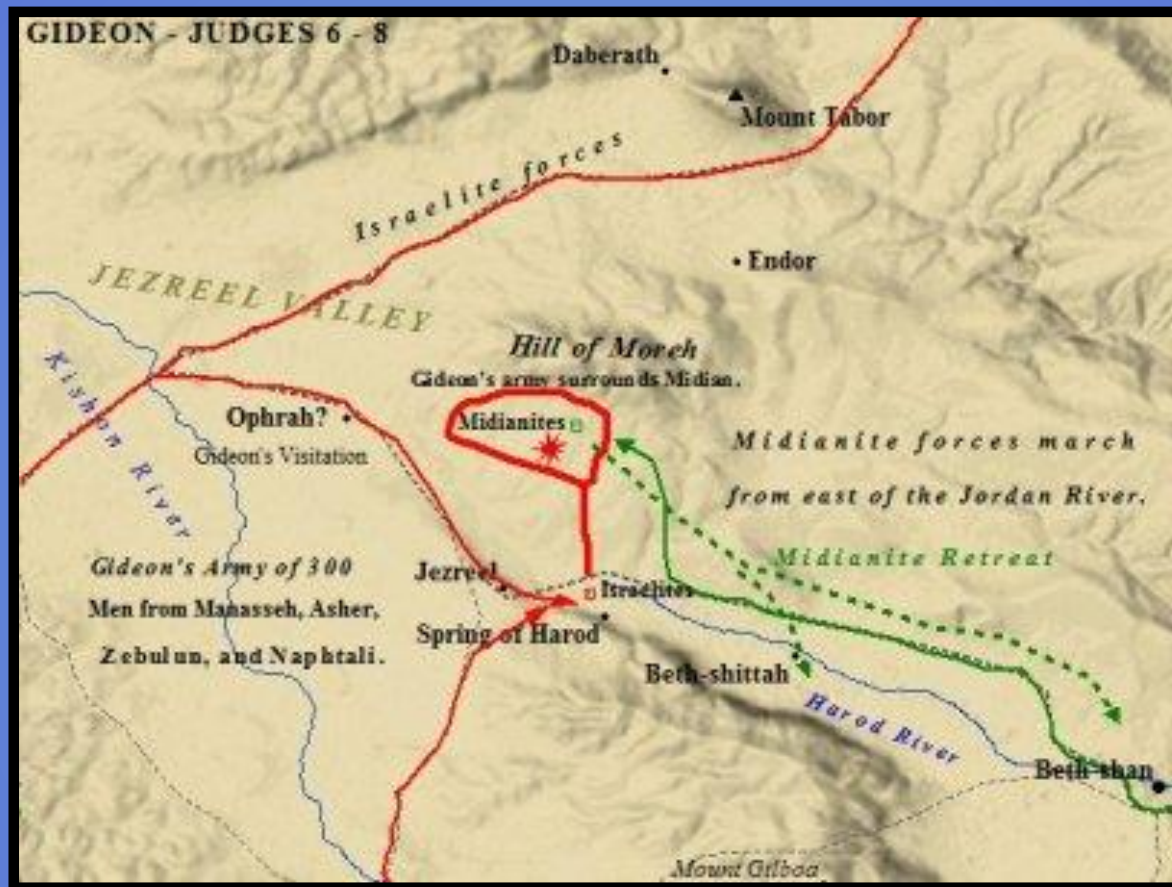 GIDEON - JUDGES 6 - 8
Daberath
Mount Tabor
Israelite forces
Endor
JEZREEL VALLEY
Hill of Moreh
Gideon's army surrounds Midian.
Kishon River
Ophrah?
Gideon's Visitation
Midianites
Midianite forces march
from east of the Jordan River.
Midianite Retreat
Gideon's Army of 300
Men from Manasseh, Asher,
Zebulun, and Naphtali.
Jezreel
Israelites
Spring of Harod
Beth-shittah
Harod River
Beth-shan
Mount Gilboa